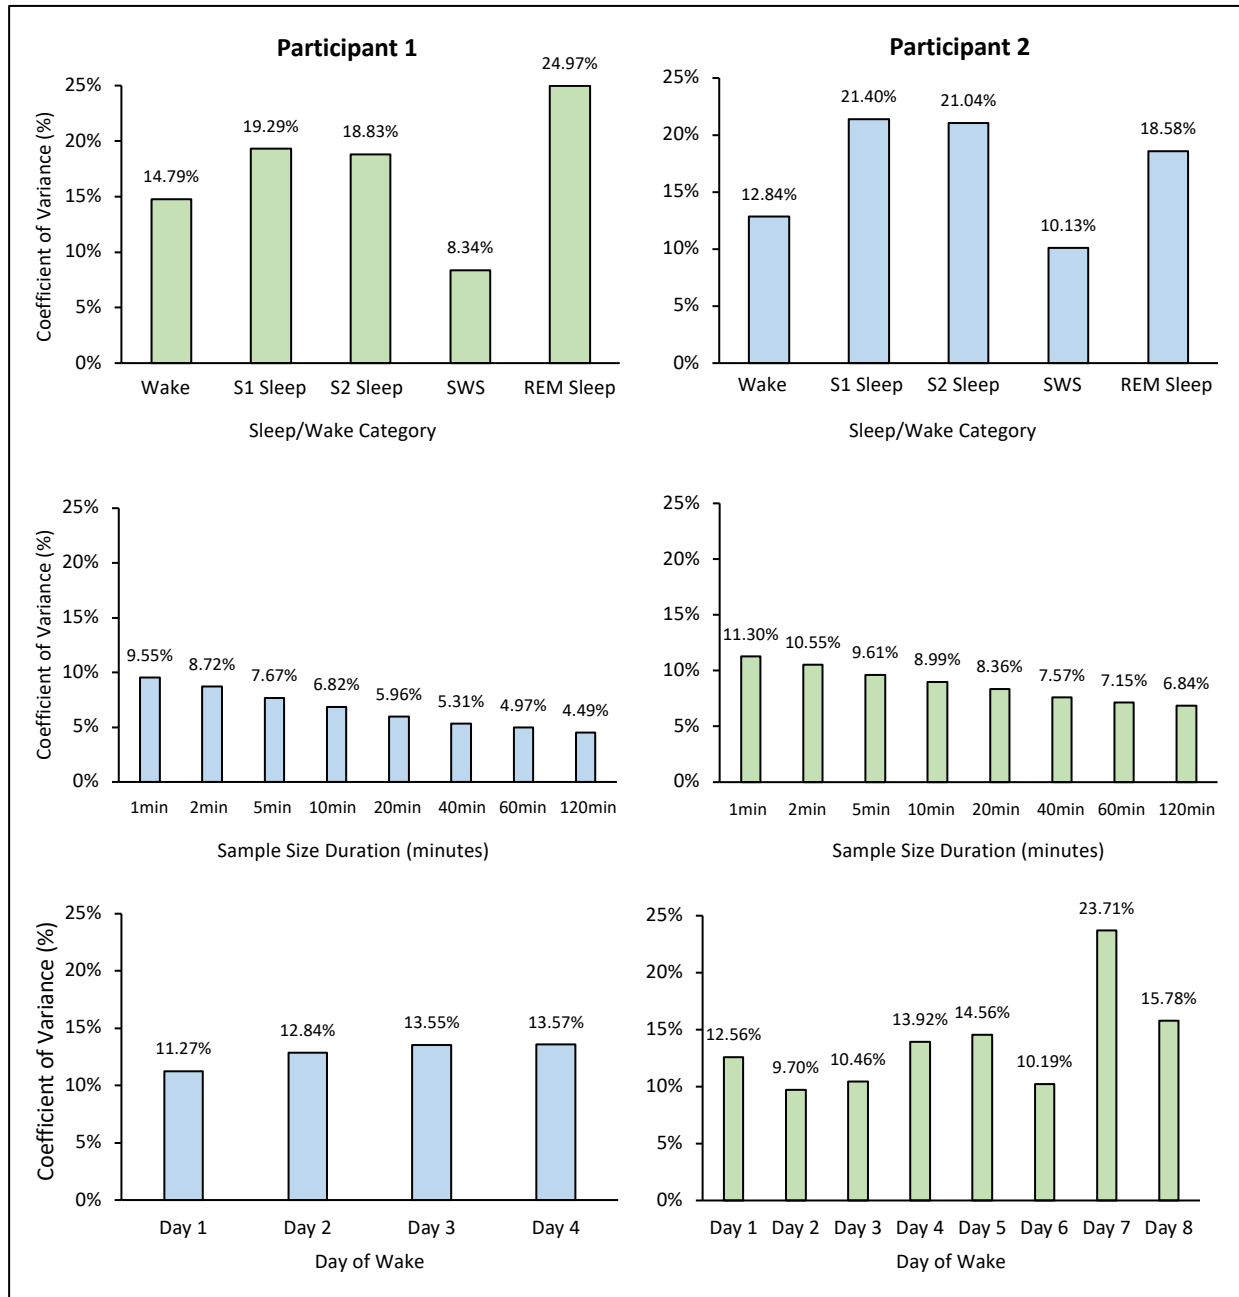 Participant 1
Coefficient of Variance (%)
25%
20%
15%
10%
5%
0%
14.79%
19.29%
18.83%
8.34%
24.97%
Wake
S1 Sleep
S2 Sleep
SWS
REM Sleep
Sleep/Wake Category
Participant 2
25%
20%
15%
10%
5%
0%
12.84%
21.40%
21.04%
10.13%
18.58%
Wake
S1 Sleep
S2 Sleep
SWS
REM Sleep
Sleep/Wake Category
Coefficient of Variance (%)
25%
20%
15%
10%
5%
0%
9.55%
8.72%
7.67%
6.82%
5.96%
5.31%
4.97%
4.49%
1min
2min
5min
10min
20min
40min
60min
120min
Sample Size Duration (minutes)
25%
20%
15%
10%
5%
0%
11.30%
10.55%
9.61%
8.99%
8.36%
7.57%
7.15%
6.84%
1min
2min
5min
10min
20min
40min
60min
120min
Sample Size Duration (minutes)
Coefficient of Variance (%)
25%
20%
15%
10%
5%
0%
11.27%
12.84%
13.55%
13.57%
Day 1
Day 2
Day 3
Day 4
Day of Wake
25%
20%
15%
10%
5%
0%
12.56%
9.70%
10.46%
13.92%
14.56%
10.19%
23.71%
15.78%
Day 1
Day 2
Day 3
Day 4
Day 5
Day 6
Day 7
Day 8
Day of Wake